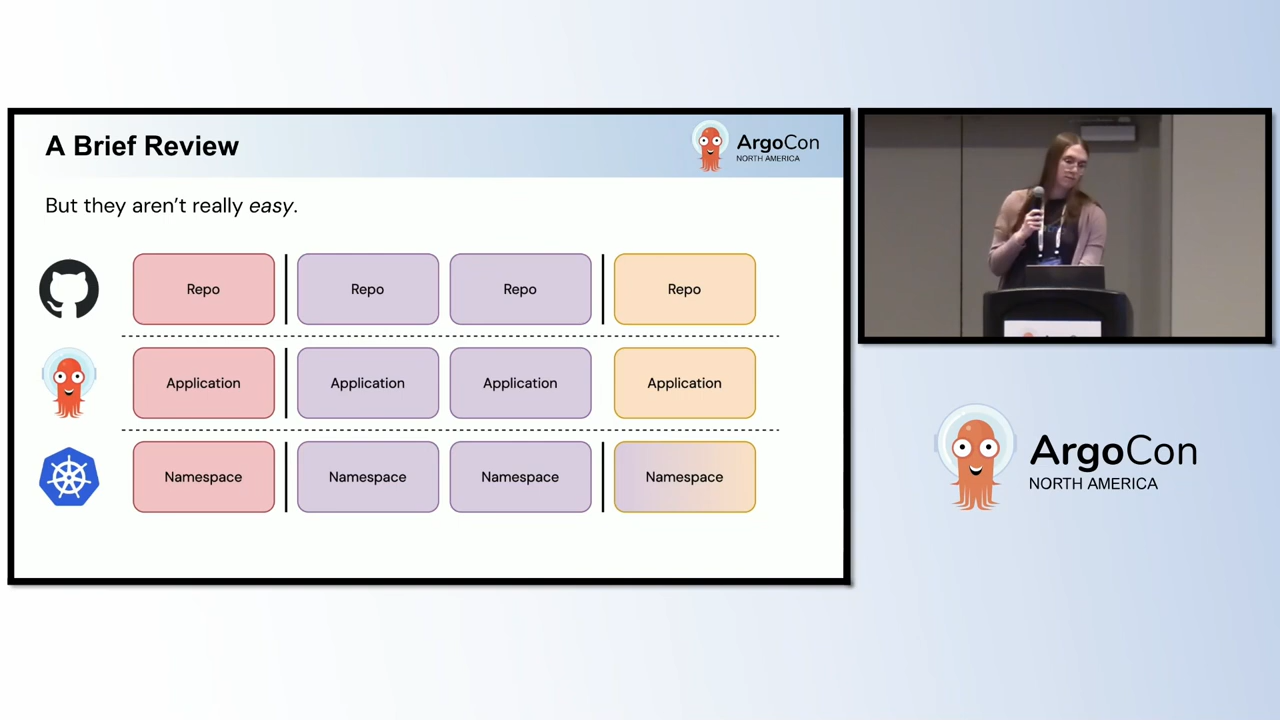 A Brief Review
ArgoCon
NORTH AMERICA
But they aren't really easy.
Repo
Repo
Repo
Repo
Application
Application
Application
Application
Namespace
Namespace
Namespace
Namespace
ArgoCon
NORTH AMERICA